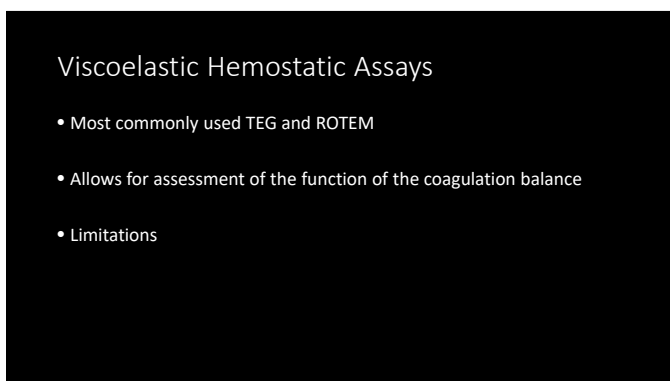 Viscoelastic Hemostatic Assays
• Most commonly used TEG and ROTEM
• Allows for assessment of the function of the coagulation balance
• Limitations